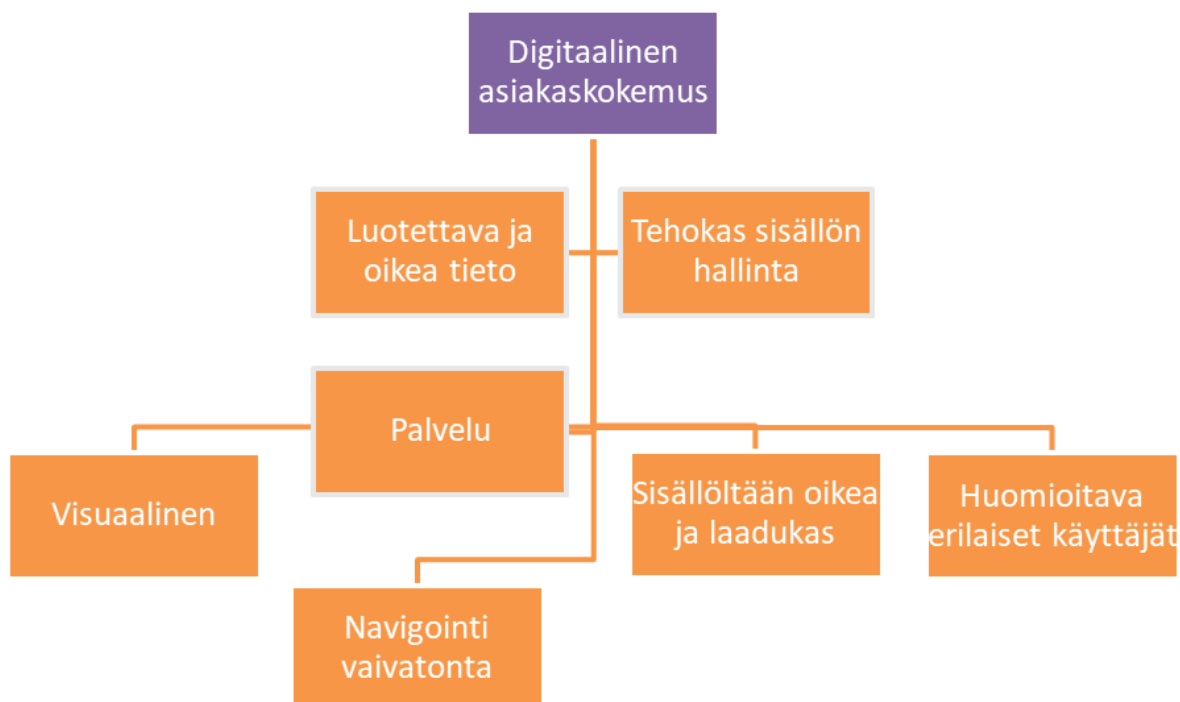 Digitaalinen
asiakaskokemus
Luotettava ja
oikea tieto
Tehokas sisällön
hallinta
Palvelu
Visuaalinen
Sisällöltään oikea
ja laadukas
Huomioitava
erilaiset käyttäjät
Navigointi
vaivatonta